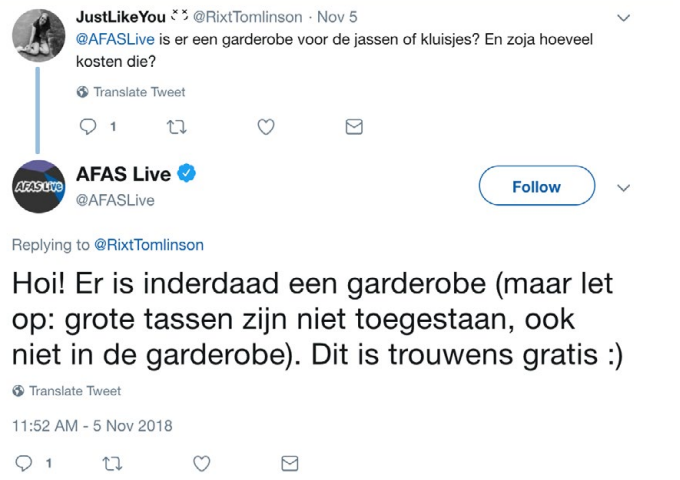 JustLikeYou ˣˣ @RixtTomlinson · Nov 5
@AFASLive is er een garderobe voor de jassen of kluisjes? En zoja hoeveel
kosten die?
Translate Tweet
1
AFAS Live
@AFASLive
AFAS Live
Follow
Replying to @RixtTomlinson
Hoi! Er is inderdaad een garderobe (maar let
op: grote tassen zijn niet toegestaan, ook
niet in de garderobe). Dit is trouwens gratis :)
Translate Tweet
11:52 AM - 5 Nov 2018
1